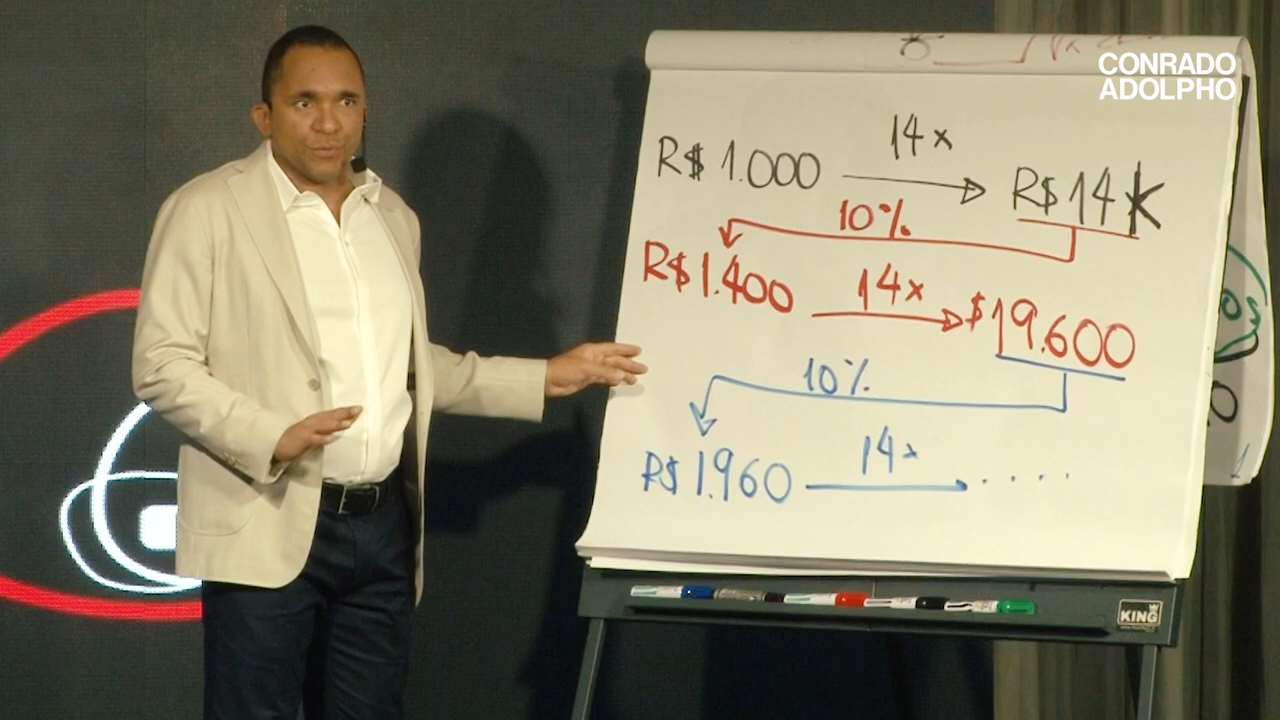 CONRADO
ADOLPHO
14x
R$ 1.000
R$ 14K
10%
R$ 1.400
14x
$19.600
10%
R$ 1.960
14x
.....
KING